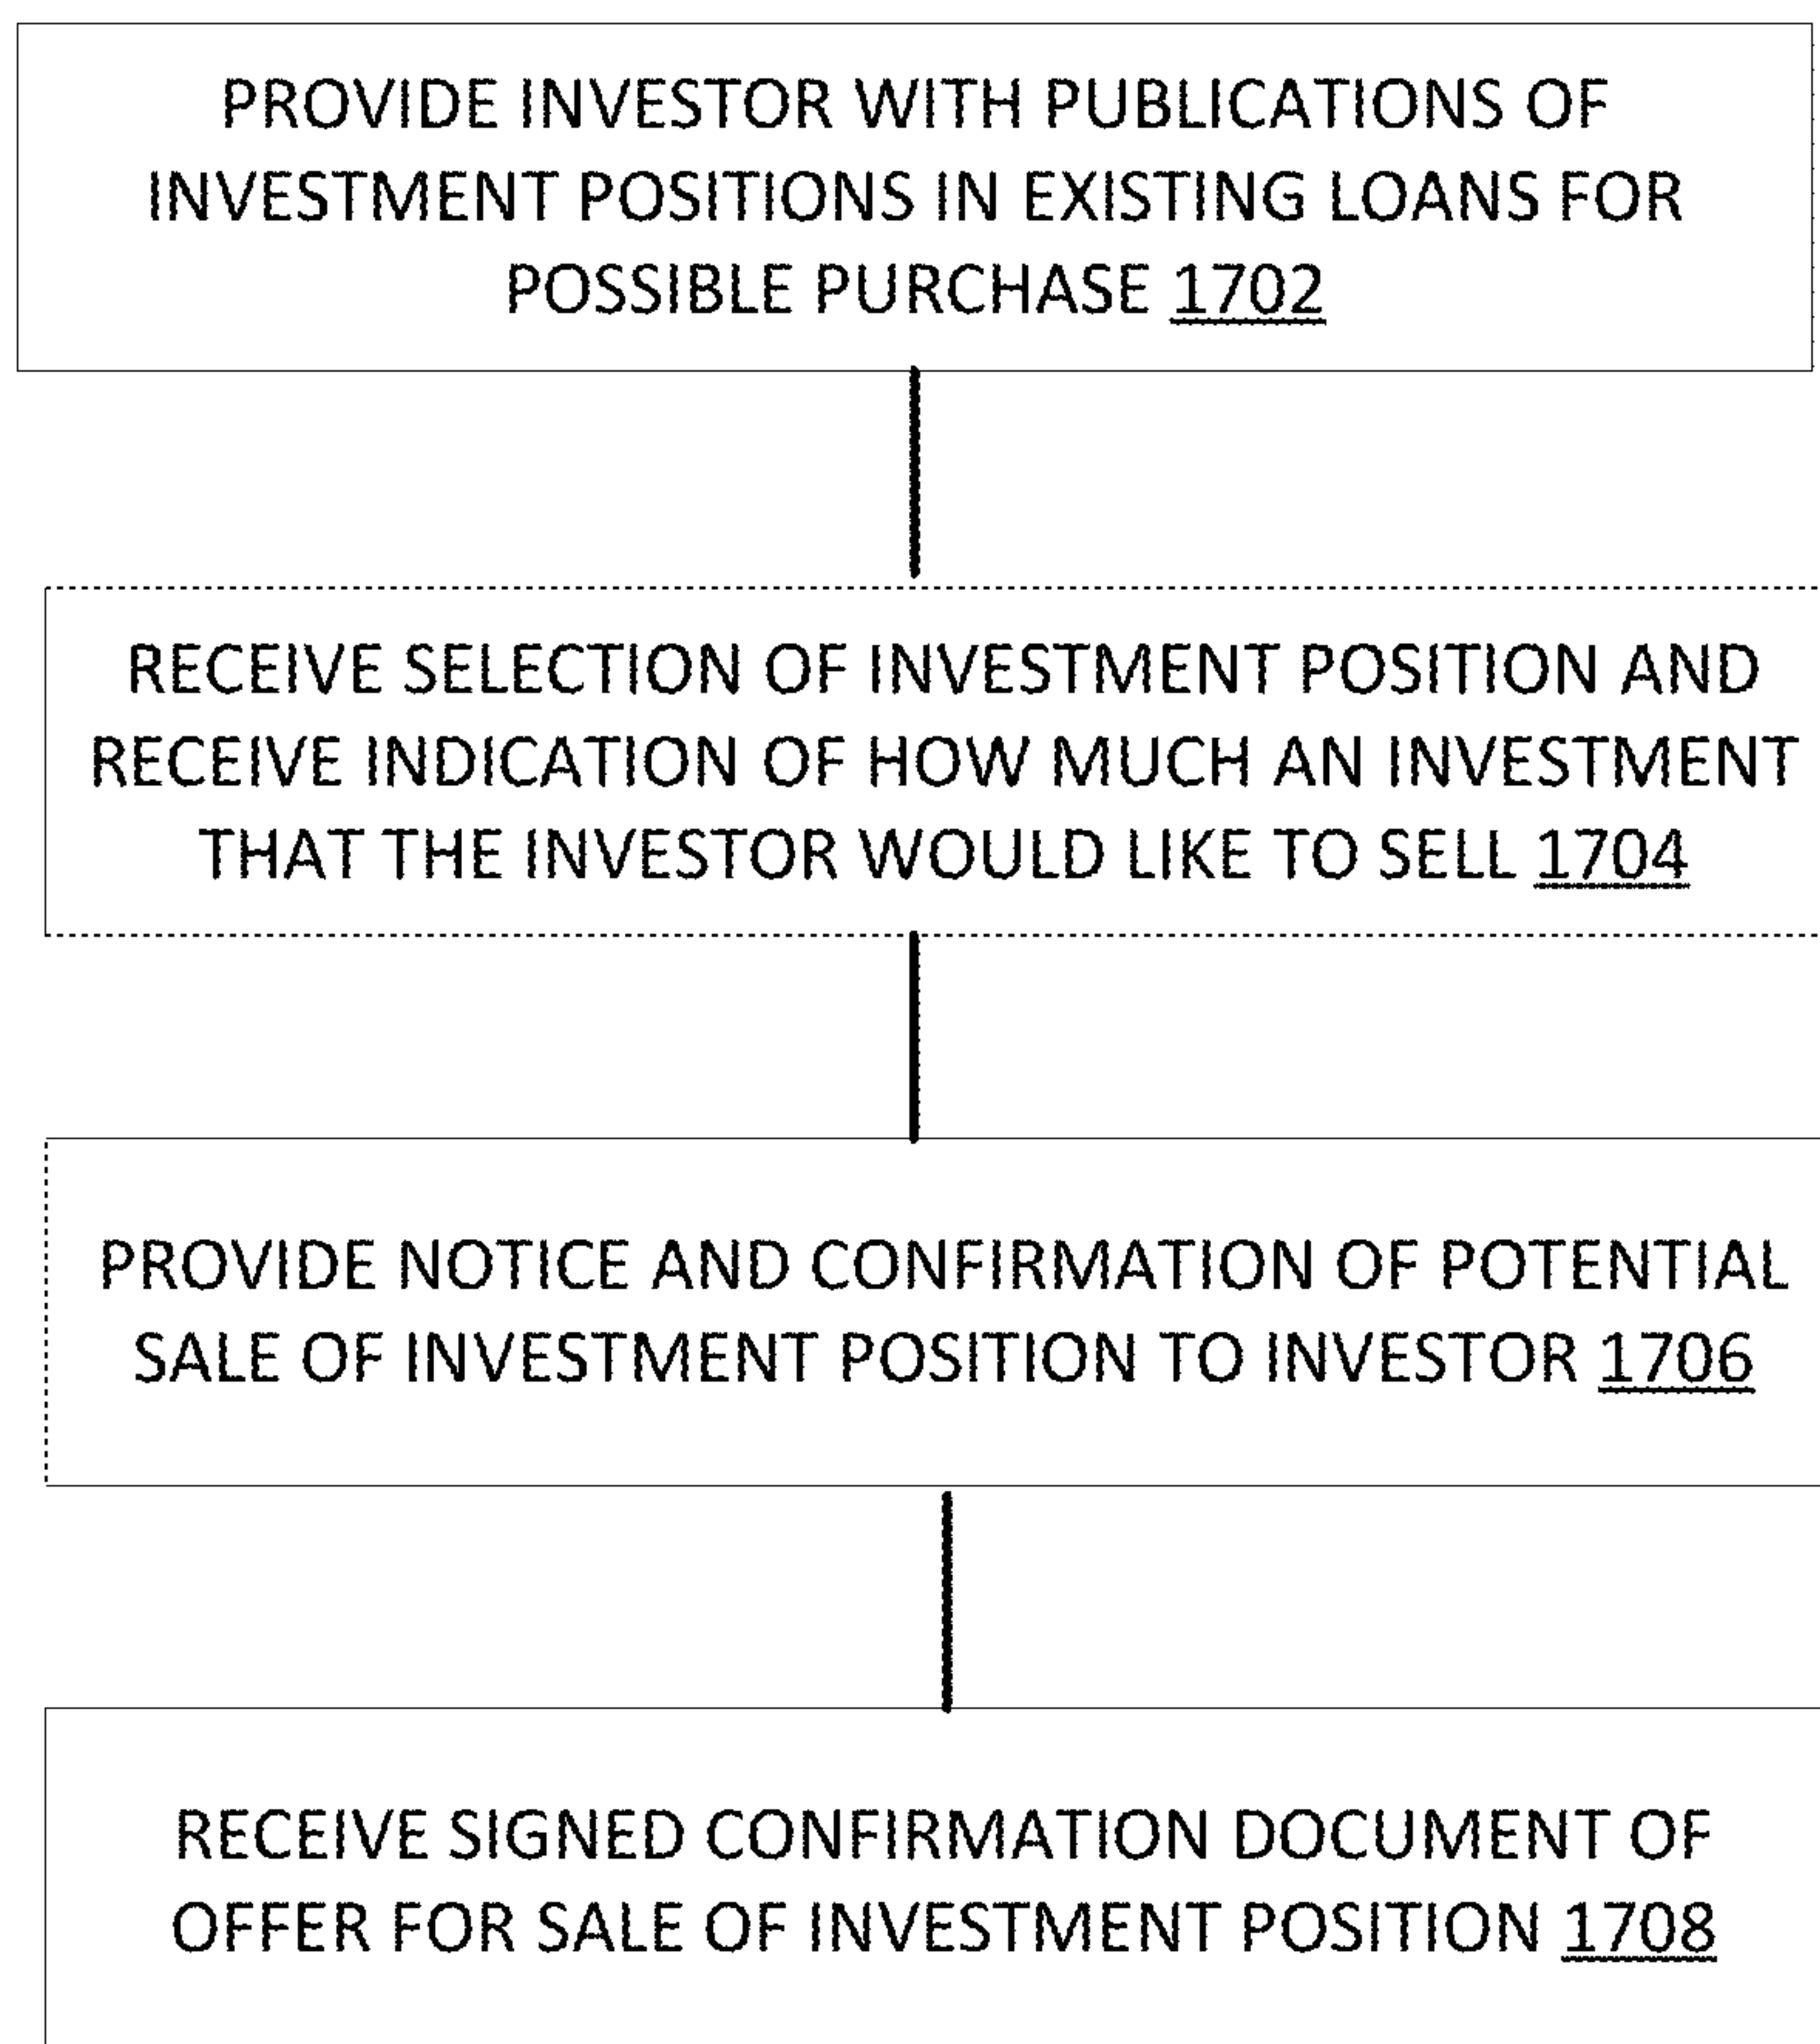 PROVIDE INVESTOR WITH PUBLICATIONS OF
INVESTMENT POSITIONS IN EXISTING LOANS FOR
POSSIBLE PURCHASE 1702
RECEIVE SELECTION OF INVESTMENT POSITION AND
RECEIVE INDICATION OF HOW MUCH AN INVESTMENT
THAT THE INVESTOR WOULD LIKE TO SELL 1704
PROVIDE NOTICE AND CONFIRMATION OF POTENTIAL
SALE OF INVESTMENT POSITION TO INVESTOR 1706
RECEIVE SIGNED CONFIRMATION DOCUMENT OF
OFFER FOR SALE OF INVESTMENT POSITION 1708